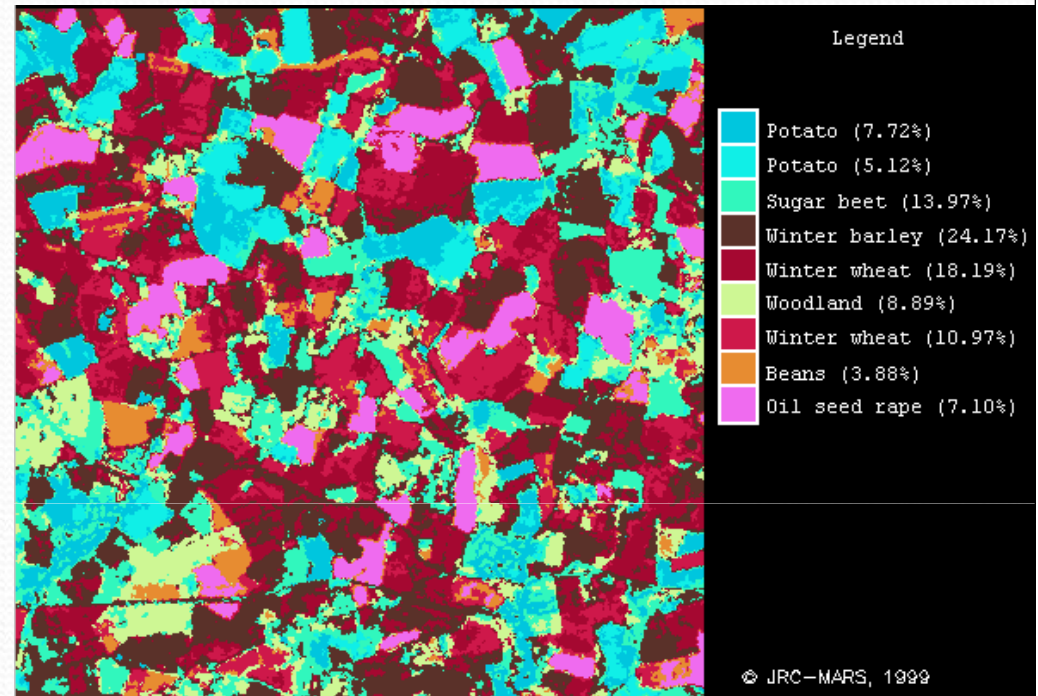 Legend
Potato (7.72%)
Potato (5.12%)
Sugar beet (13.97%)
Winter barley (24.17%)
Winter wheat (18.19%)
Woodland (8.89%)
Winter wheat (10.97%)
Beans (3.88%)
Oil seed rape (7.10%)
© JRC-MARS, 1999